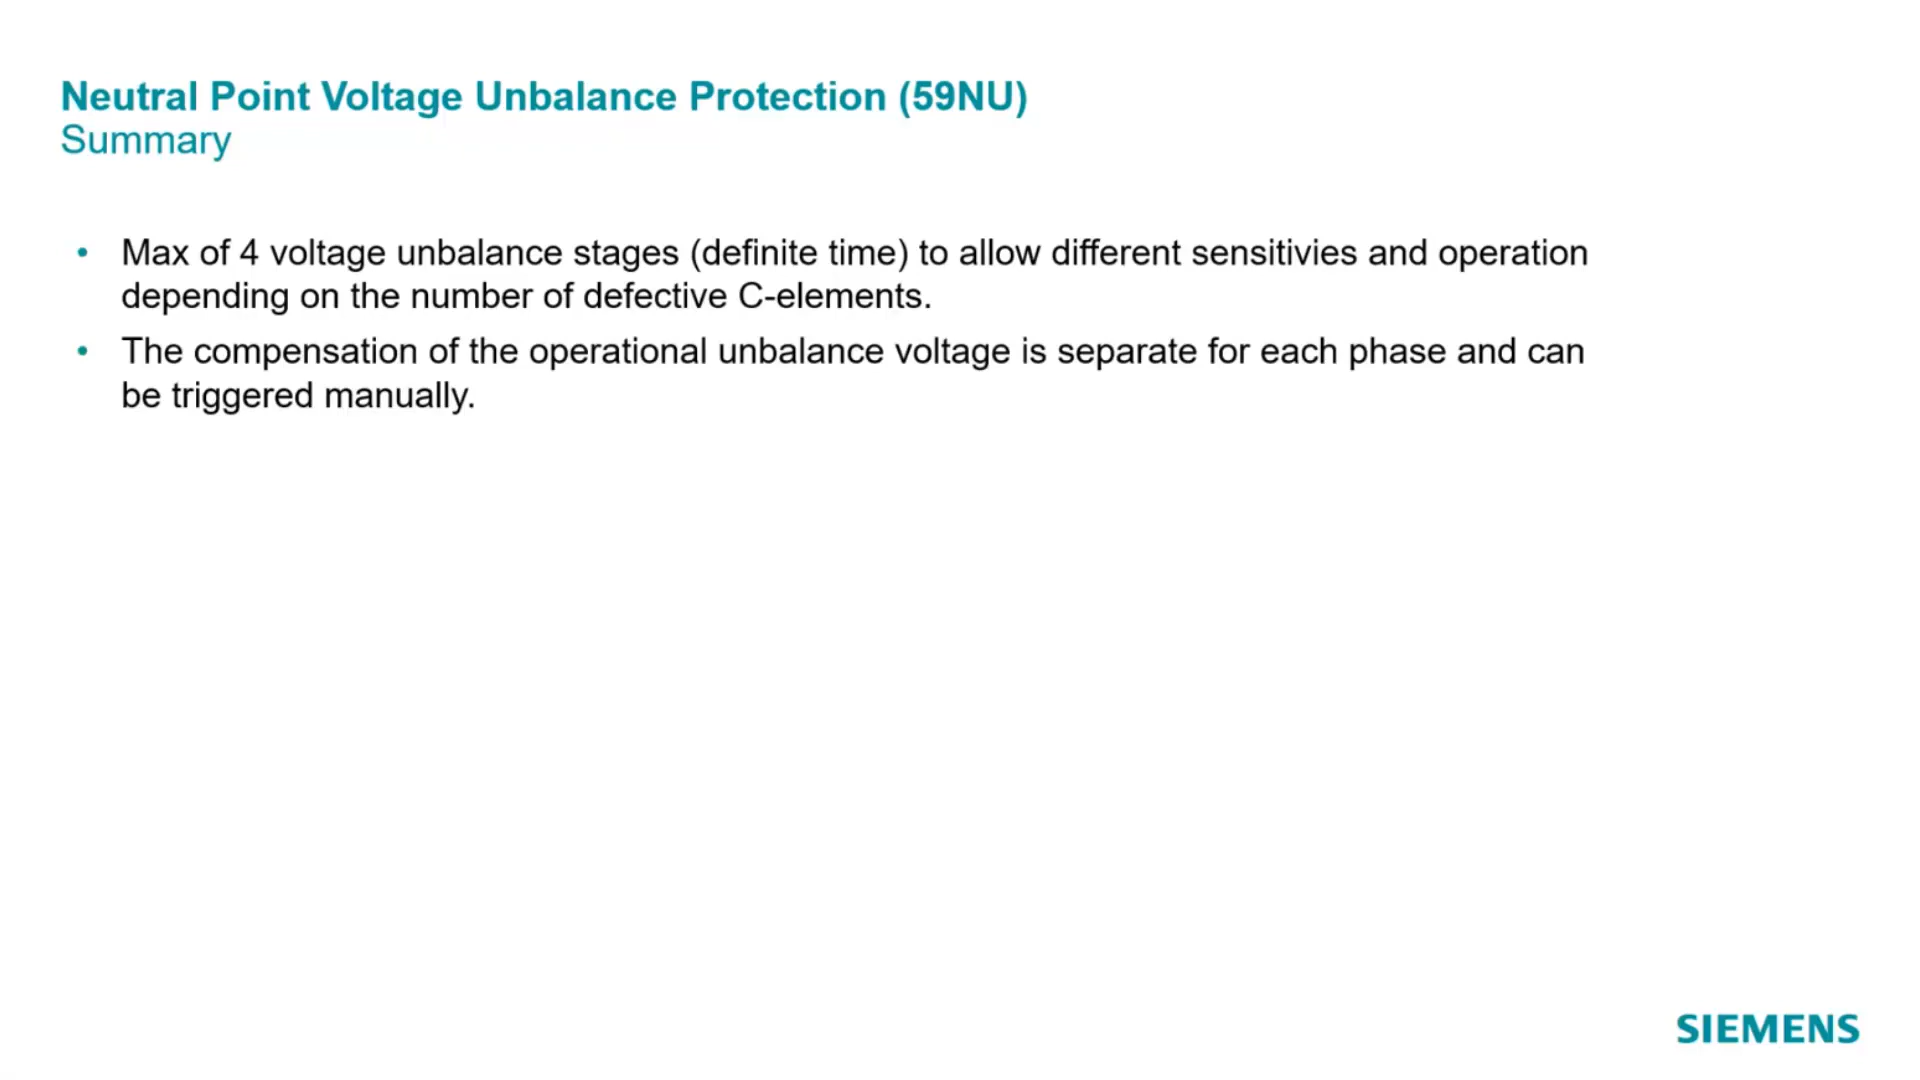 Neutral Point Voltage Unbalance Protection (59NU)
Summary
• Max of 4 voltage unbalance stages (definite time) to allow different sensitivies and operation
depending on the number of defective C-elements.
• The compensation of the operational unbalance voltage is separate for each phase and can
be triggered manually.
SIEMENS